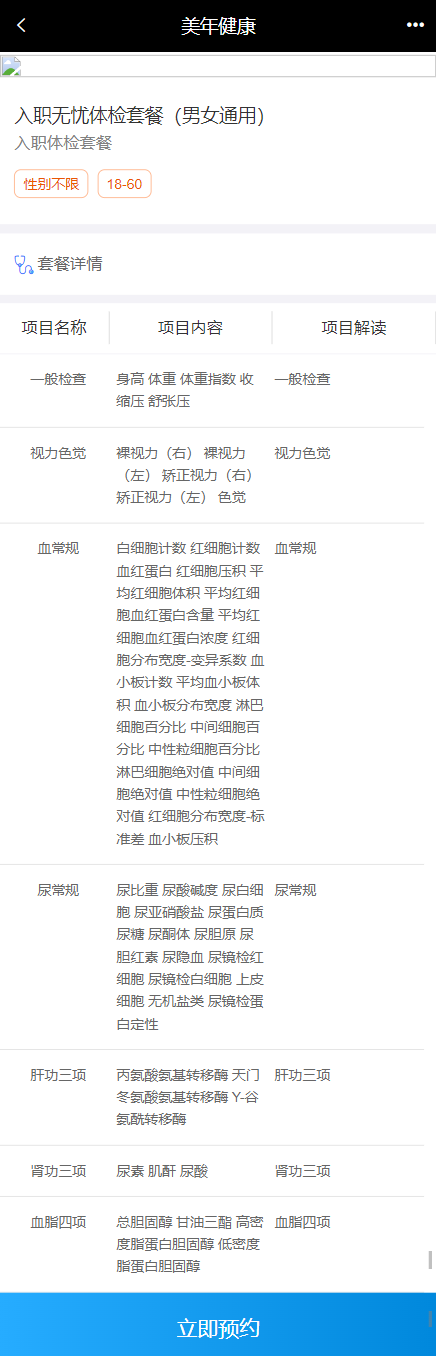 美年健康
入职无忧体检套餐（男女通用）
入职体检套餐
性别不限 18-60
套餐详情
项目名称 项目内容 项目解读
一般检查 身高 体重 体重指数 收 一般检查
缩压 舒张压
视力色觉 裸视力（右） 裸视力 视力色觉
（左） 矫正视力（右）
矫正视力（左） 色觉
血常规 白细胞计数 红细胞计数 血常规
血红蛋白 红细胞压积 平
均红细胞体积 平均红细
胞血红蛋白含量 平均红
细胞血红蛋白浓度 红细
胞分布宽度-变异系数 血
小板计数 平均血小板体
积 血小板分布宽度 淋巴
细胞百分比 中间细胞百
分比 中性粒细胞百分比
淋巴细胞绝对值 中间细
胞绝对值 中性粒细胞绝
对值 红细胞分布宽度-标
准差 血小板压积
尿常规 尿比重 尿酸碱度 尿白细 尿常规
胞 尿亚硝酸盐 尿蛋白质
尿糖 尿酮体 尿胆原 尿
胆红素 尿隐血 尿镜检红
细胞 尿镜检白细胞 上皮
细胞 无机盐类 尿镜检蛋
白定性
肝功三项 丙氨酸氨基转移酶 天门 肝功三项
冬氨酸氨基转移酶 Y-谷
氨酰转移酶
肾功三项 尿素 肌酐 尿酸 肾功三项
血脂四项 总胆固醇 甘油三酯 高密 血脂四项
度脂蛋白胆固醇 低密度
脂蛋白胆固醇
立即预约